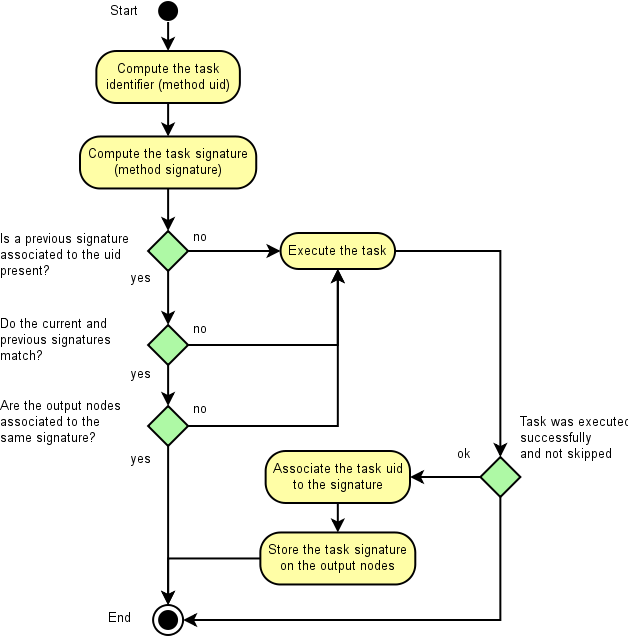 Start
Compute the task
identifier (method uid)
Compute the task signature
(method signature)
Is a previous signature
associated to the uid
present?
no
Execute the task
yes
Do the current and
previous signatures
match?
no
yes
Are the output nodes
associated to the
same signature?
no
yes
Task was executed
successfully
and not skipped
ok
Associate the task uid
to the signature
Store the task signature
on the output nodes
End